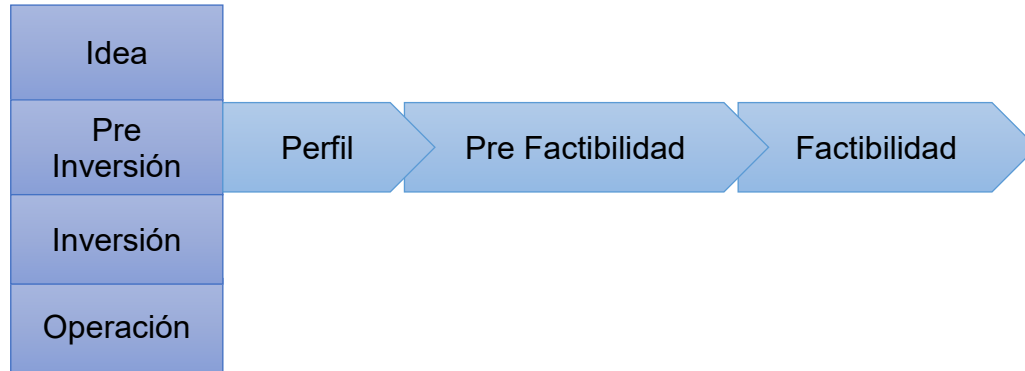 Idea
Pre
Inversión
Perfil
Pre Factibilidad
Factibilidad
Inversión
Operación